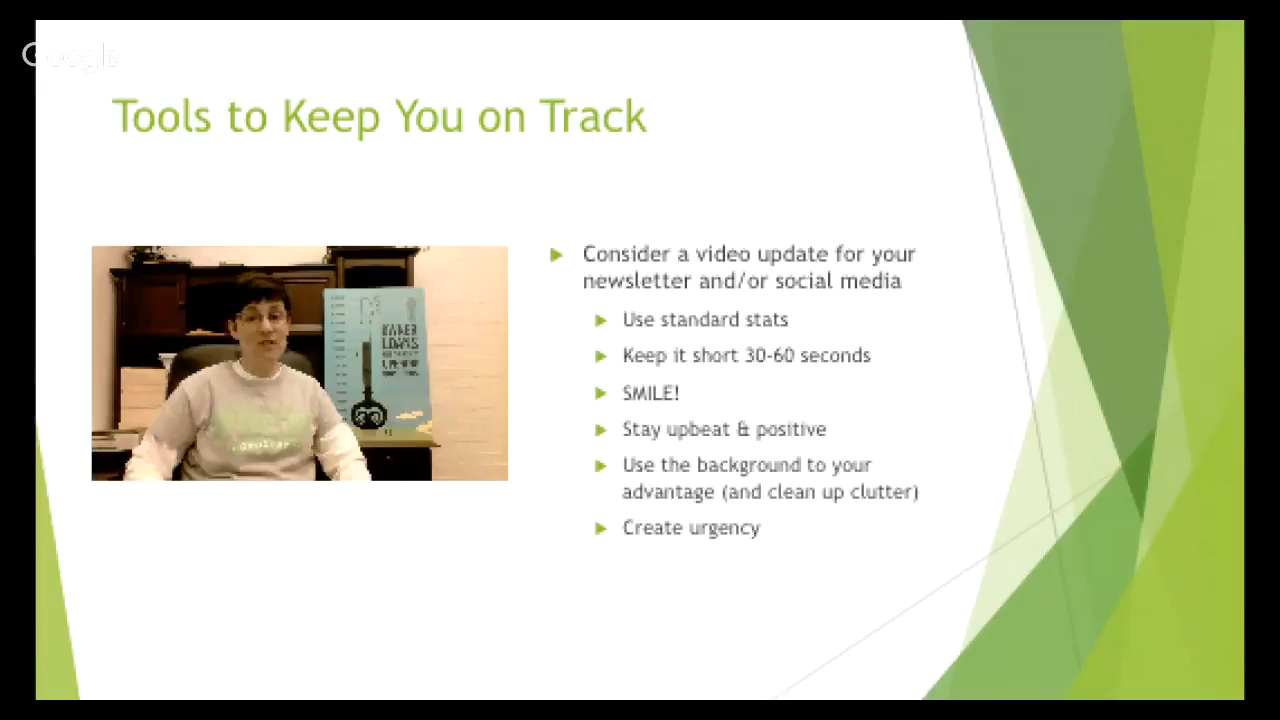 Google
Tools to Keep You on Track
Consider a video update for your
newsletter and/or social media
Use standard stats
Keep it short 30-60 seconds
SMILE!
Stay upbeat & positive
Use the background to your
advantage (and clean up clutter)
Create urgency
LOANS